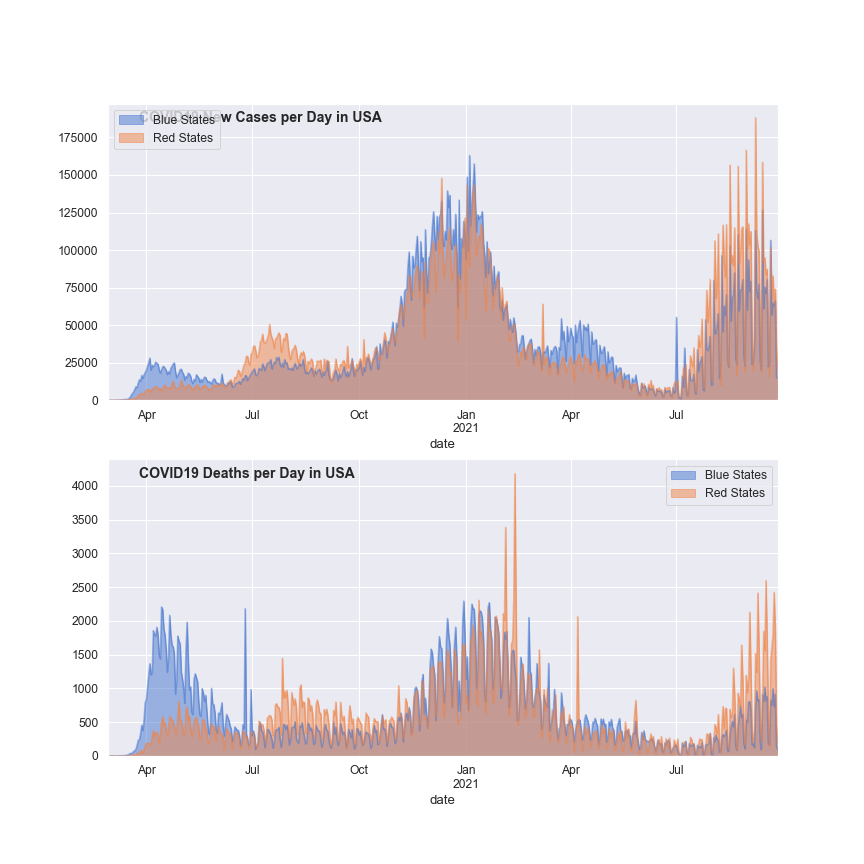 COVID19 New Cases per Day in USA
Blue States
Red States
175000
150000
125000
100000
75000
50000
25000
0
Apr Jul Oct Jan Apr Jul
2021
date
COVID19 Deaths per Day in USA
Blue States
Red States
4000
3500
3000
2500
2000
1500
1000
500
0
Apr Jul Oct Jan Apr Jul
2021
date